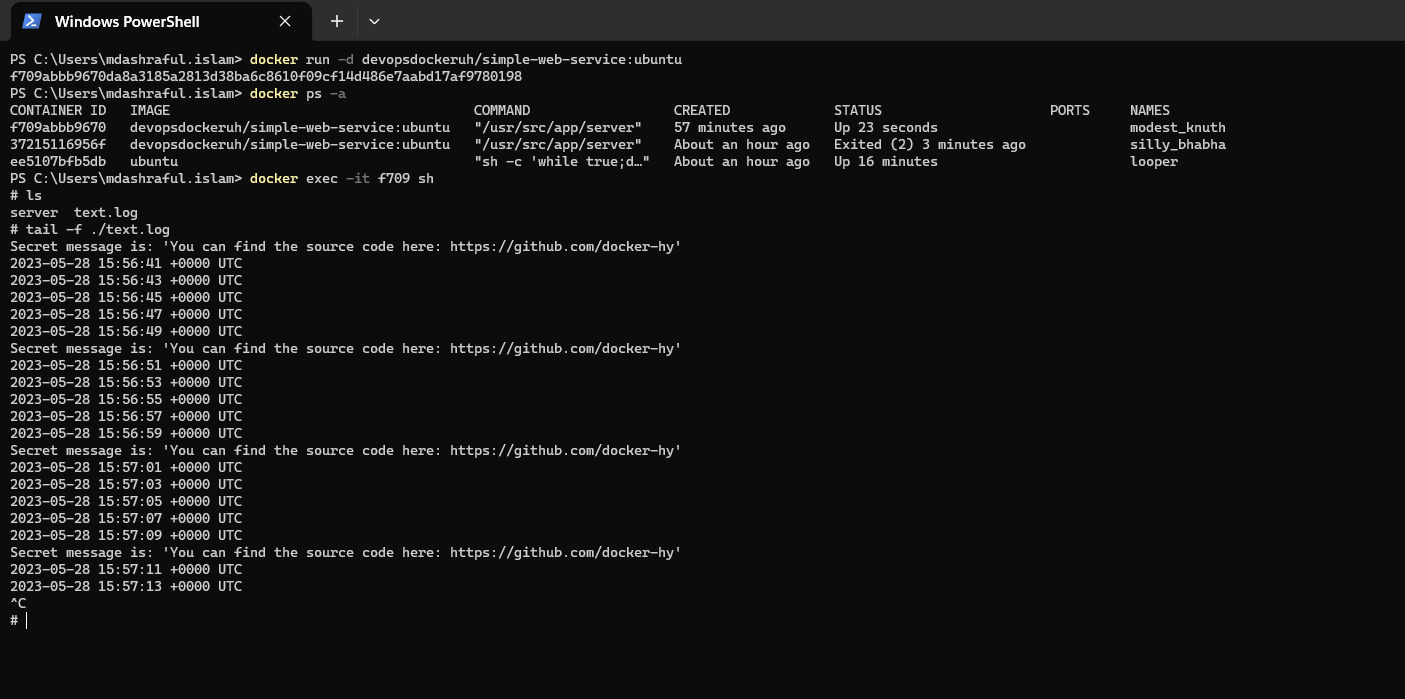 Windows PowerShell
PS C:\Users\mdashraful.islam> docker run -d devopsdockeruh/simple-web-service:ubuntu
f709abbb9670da8a3185a2813d38ba6c8610f09cf14d486e7aabd17af9780198
PS C:\Users\mdashraful.islam> docker ps -a
CONTAINER ID   IMAGE                                      COMMAND                  CREATED             STATUS                     PORTS     NAMES
f709abbb9670   devopsdockeruh/simple-web-service:ubuntu   "/usr/src/app/server"    57 minutes ago      Up 23 seconds                        modest_knuth
37215116956f   devopsdockeruh/simple-web-service:ubuntu   "/usr/src/app/server"    About an hour ago   Exited (2) 3 minutes ago             silly_bhabha
ee5107bfb5db   ubuntu                                     "sh -c 'while true;d…"   About an hour ago   Up 16 minutes                        looper
PS C:\Users\mdashraful.islam> docker exec -it f709 sh
# ls
server  text.log
# tail -f ./text.log
Secret message is: 'You can find the source code here: https://github.com/docker-hy'
2023-05-28 15:56:41 +0000 UTC
2023-05-28 15:56:43 +0000 UTC
2023-05-28 15:56:45 +0000 UTC
2023-05-28 15:56:47 +0000 UTC
2023-05-28 15:56:49 +0000 UTC
Secret message is: 'You can find the source code here: https://github.com/docker-hy'
2023-05-28 15:56:51 +0000 UTC
2023-05-28 15:56:53 +0000 UTC
2023-05-28 15:56:55 +0000 UTC
2023-05-28 15:56:57 +0000 UTC
2023-05-28 15:56:59 +0000 UTC
Secret message is: 'You can find the source code here: https://github.com/docker-hy'
2023-05-28 15:57:01 +0000 UTC
2023-05-28 15:57:03 +0000 UTC
2023-05-28 15:57:05 +0000 UTC
2023-05-28 15:57:07 +0000 UTC
2023-05-28 15:57:09 +0000 UTC
Secret message is: 'You can find the source code here: https://github.com/docker-hy'
2023-05-28 15:57:11 +0000 UTC
2023-05-28 15:57:13 +0000 UTC
^C
#